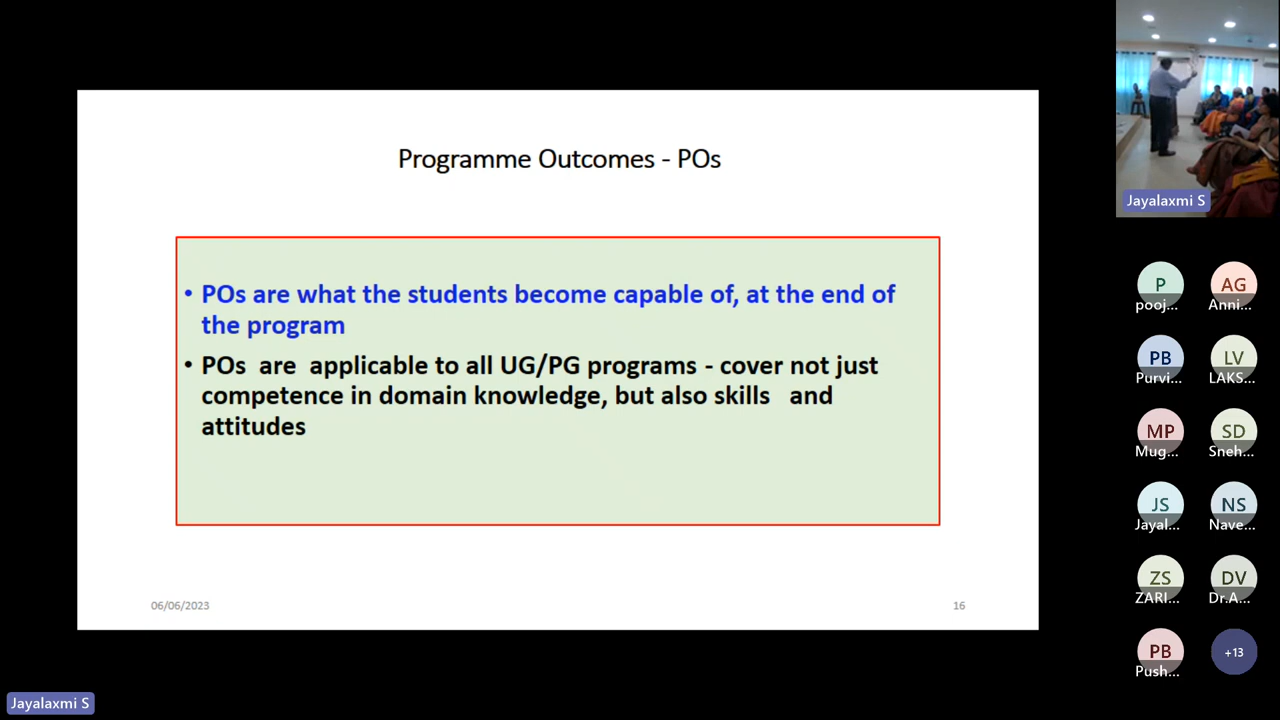 Programme Outcomes - POs
• POs are what the students become capable of, at the end of
the program
• POs are applicable to all UG/PG programs - cover not just
competence in domain knowledge, but also skills and
attitudes
06/06/2023
16
Jayalaxmi S
P
pooj...
AG
Anni...
PB
Purvi...
LV
LAKS...
MP
Mug...
SD
Sneh...
JS
Jayal...
NS
Nave...
ZS
ZARI...
DV
Dr.A...
PB
Push...
+13
Jayalaxmi S